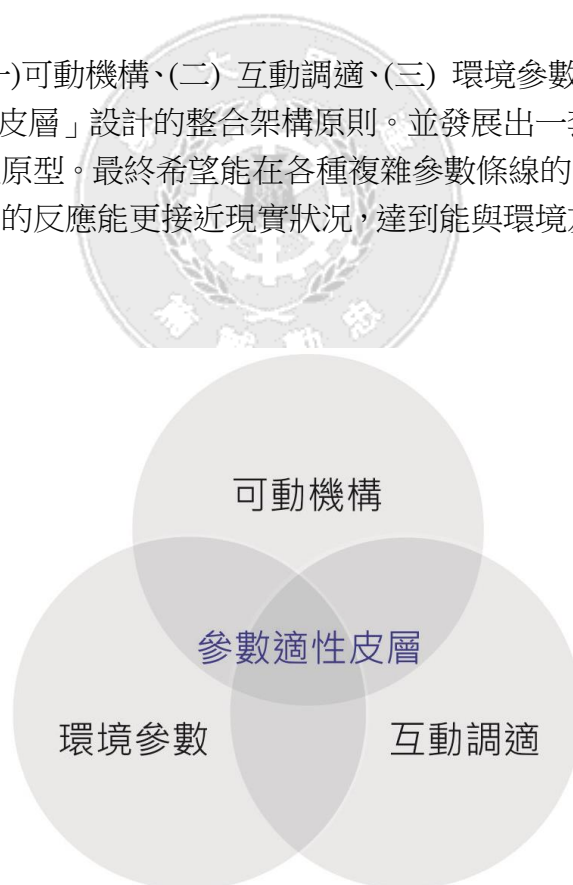 一)可動機構、(二) 互動調適、(三) 環境參數
皮層」設計的整合架構原則。並發展出一套
原型。最終希望能在各種複雜參數條線的
的反應能更接近現實狀況，達到能與環境
可動機構
參數適性皮層
環境參數
互動調適